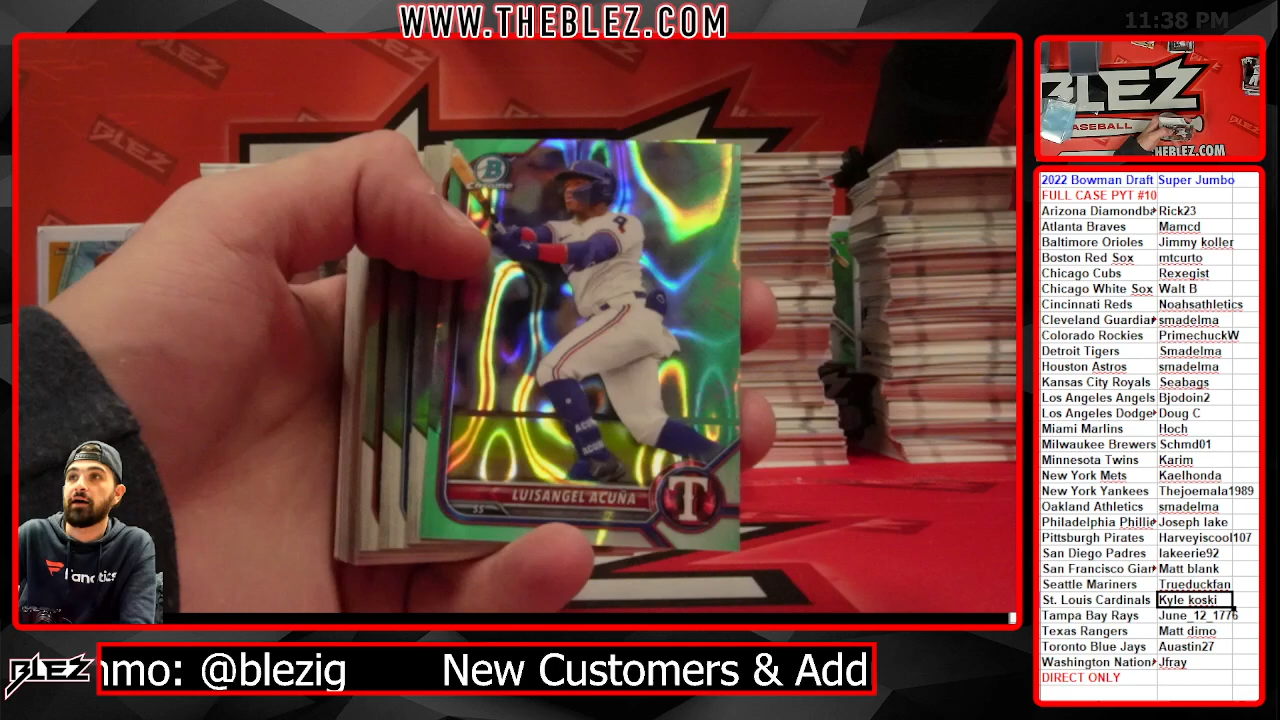 WWW.THEBLEZ.COM
11:38 PM
BLEZ
BLEZ
B
Chrome
ACUÑA
LUISANGEL ACUÑA
SS
T
Fanatics
BLEZ
BASEBALL
THEBLEZ.COM
2022 Bowman Draft Super Jumbo
FULL CASE PYT #10
Arizona Diamondba Rick23
Atlanta Braves Mamcd
Baltimore Orioles Jimmy koller
Boston Red Sox mtcurto
Chicago Cubs Rexegist
Chicago White Sox Walt B
Cincinnati Reds Noahsathletics
Cleveland Guardian smadelma
Colorado Rockies PrimechuckW
Detroit Tigers Smadelma
Houston Astros smadelma
Kansas City Royals Seabags
Los Angeles Angels Bjodoin2
Los Angeles Dodge Doug C
Miami Marlins Hoch
Milwaukee Brewers Schmd01
Minnesota Twins Karim
New York Mets Kaelhonda
New York Yankees Thejoemala1989
Oakland Athletics smadelma
Philadelphia Phillie Joseph lake
Pittsburgh Pirates Harveyiscool107
San Diego Padres lakeerie92
San Francisco Gian Matt blank
Seattle Mariners Trueduckfan
St. Louis Cardinals Kyle koski
Tampa Bay Rays June_12_1776
Texas Rangers Matt dimo
Toronto Blue Jays Auastin27
Washington Nation Jfray
DIRECT ONLY
BLEZ
nmo: @blezig New Customers & Add